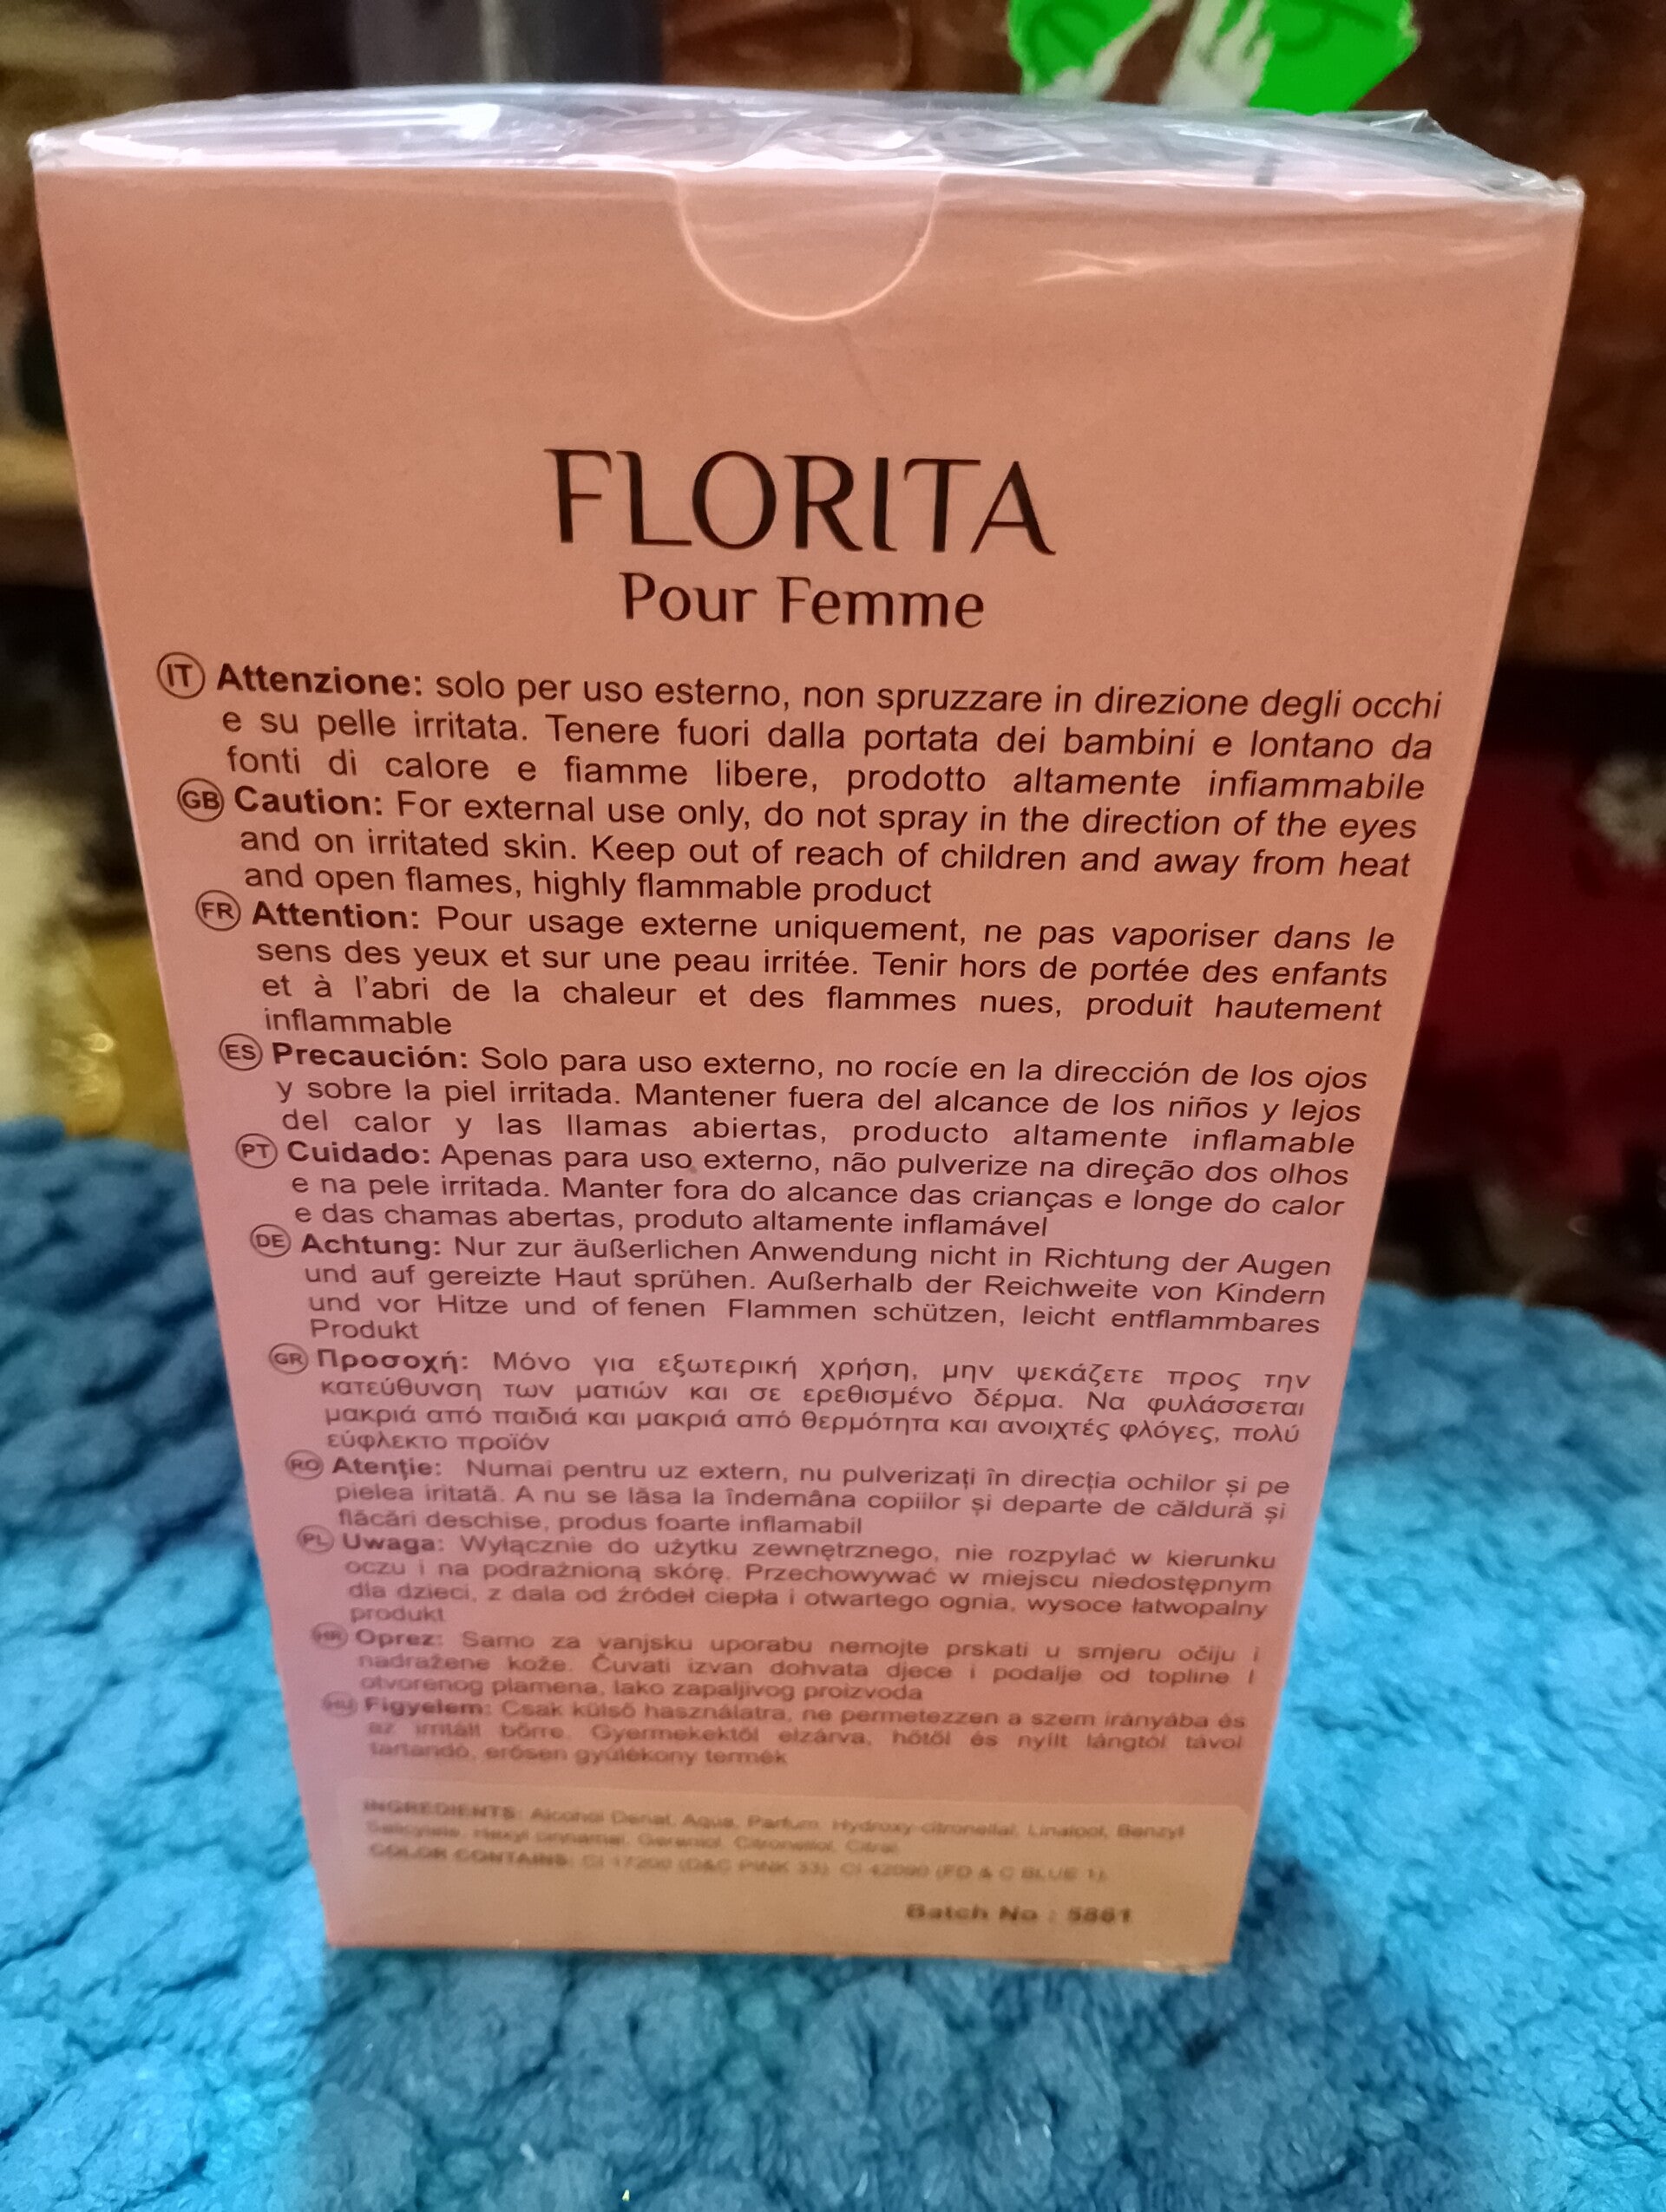 FLORITA
Pour Femme
IT Attenzione: solo per uso esterno, non spruzzare in direzione degli occhi
e su pelle irritata. Tenere fuori dalla portata dei bambini e lontano da
fonti di calore e fiamme libere, prodotto altamente infiammabile
GB Caution: For external use only, do not spray in the direction of the eyes
and on irritated skin. Keep out of reach of children and away from heat
and open flames, highly flammable product
FR Attention: Pour usage externe uniquement, ne pas vaporiser dans le
sens des yeux et sur une peau irritée. Tenir hors de portée des enfants
et à l'abri de la chaleur et des flammes nues, produit hautement
inflammable
ES Precaución: Solo para uso externo, no rocíe en la dirección de los ojos
y sobre la piel irritada. Mantener fuera del alcance de los niños y lejos
del calor y las llamas abiertas, producto altamente inflamable
PT Cuidado: Apenas para uso externo, não pulverize na direção dos olhos
e na pele irritada. Manter fora do alcance das crianças e longe do calor
e das chamas abertas, produto altamente inflamável
DE Achtung: Nur zur äußerlichen Anwendung nicht in Richtung der Augen
und auf gereizte Haut sprühen. Außerhalb der Reichweite von Kindern
und vor Hitze und of fenen Flammen schützen, leicht entflammbares
Produkt
GR Προσοχή: Μόνο για εξωτερική χρήση, μην ψεκάζετε προς την
κατεύθυνση των ματιών και σε ερεθισμένο δέρμα. Να φυλάσσεται
μακριά από παιδιά και μακριά από θερμότητα και ανοιχτές φλόγες, πολύ
εύφλεκτο προϊόν
RO Atenție: Numai pentru uz extern, nu pulverizați în direcția ochilor și pe
pielea iritată. A nu se lăsa la îndemâna copiilor și departe de căldură și
flăcări deschise, produs foarte inflamabil
PL Uwaga: Wyłącznie do użytku zewnętrznego, nie rozpylać w kierunku
oczu i na podrażnioną skórę. Przechowywać w miejscu niedostępnym
dla dzieci, z dala od źródeł ciepła i otwartego ognia, wysoce łatwopalny
produkt
HR Oprez: Samo za vanjsku uporabu nemojte prskati u smjeru očiju i
nadražene kože. Čuvati izvan dohvata djece i podalje od topline I
otvorenog plamena, lako zapaljivog proizvoda
HU Figyelem: Csak külső használatra, ne permetezzen a szem irányába és
az irritált bőrre. Gyermekektől elzárva, hőtől és nyílt lángtól távol
tartandó, erősen gyúlékony termék
INGREDIENTS: Alcohol Denat, Aqua, Parfum, Hydroxy-citronellal, Linalool, Benzyl
Salicylate, Hexyl cinnamal, Geraniol, Citronellol, Citral
COLOR CONTAINS: CI 17200 (D&C PINK 33), CI 42090 (FD & C BLUE 1).
Batch No : 5861